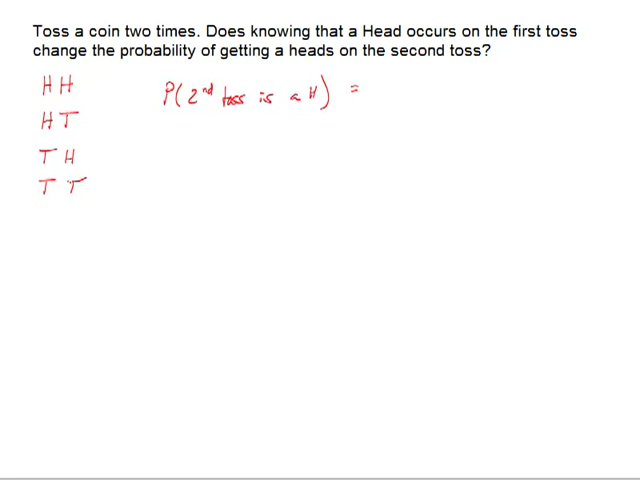 Toss a coin two times. Does knowing that a Head occurs on the first toss
change the probability of getting a heads on the second toss?
H H
P( 2nd toss is a H ) =
H T
T H
T T